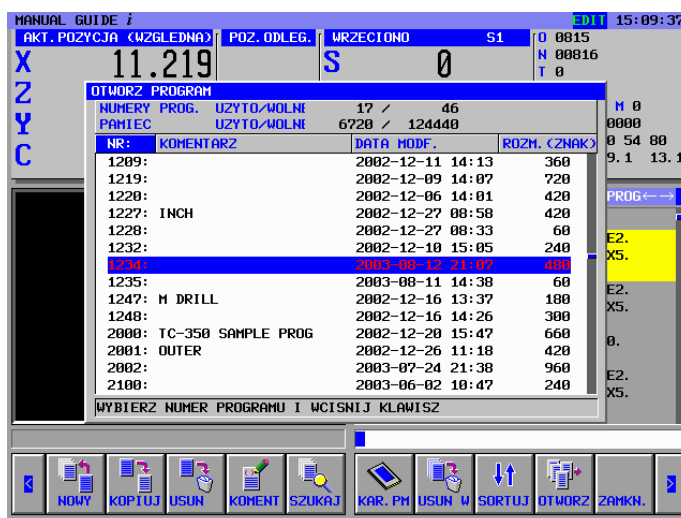 MANUAL GUIDE i EDIT 15:09:37
AKT.POZYCJA (WZGLEDNA) POZ.ODLEG. WRZECIONO S1 O 0815
N 00816
X 11.219 S 0 T 0
Z
Y
C
OTWORZ PROGRAM
NUMERY PROG. UZYTO/WOLNE 17 / 46
M 0
PAMIEC UZYTO/WOLNE 6720 / 124440
0000
NR: KOMENTARZ DATA MODF. ROZM.(ZNAK)
0 54 80
9.1 13.1
1209: 2002-12-11 14:13 360
1219: 2002-12-09 14:07 720
1220: 2002-12-06 14:01 420
PROG←→
1227: INCH 2002-12-27 08:58 420
1228: 2002-12-27 08:33 60
E2.
1232: 2002-12-10 15:05 240
X5.
1234: 2003-08-12 21:07 480
1235: 2003-08-11 14:38 60
E2.
1247: M DRILL 2002-12-16 13:37 180
X5.
1248: 2002-12-16 14:26 300
2000: TC-350 SAMPLE PROG 2002-12-20 15:47 660
0.
2001: OUTER 2002-12-26 11:18 420
2002: 2003-07-24 21:38 960
E2.
2100: 2003-06-02 10:47 240
X5.
WYBIERZ NUMER PROGRAMU I WCISNIJ KLAWISZ
NOWY KOPIUJ USUN KOMENT SZUKAJ KAR.PM USUN W SORTUJ OTWORZ ZAMKN.